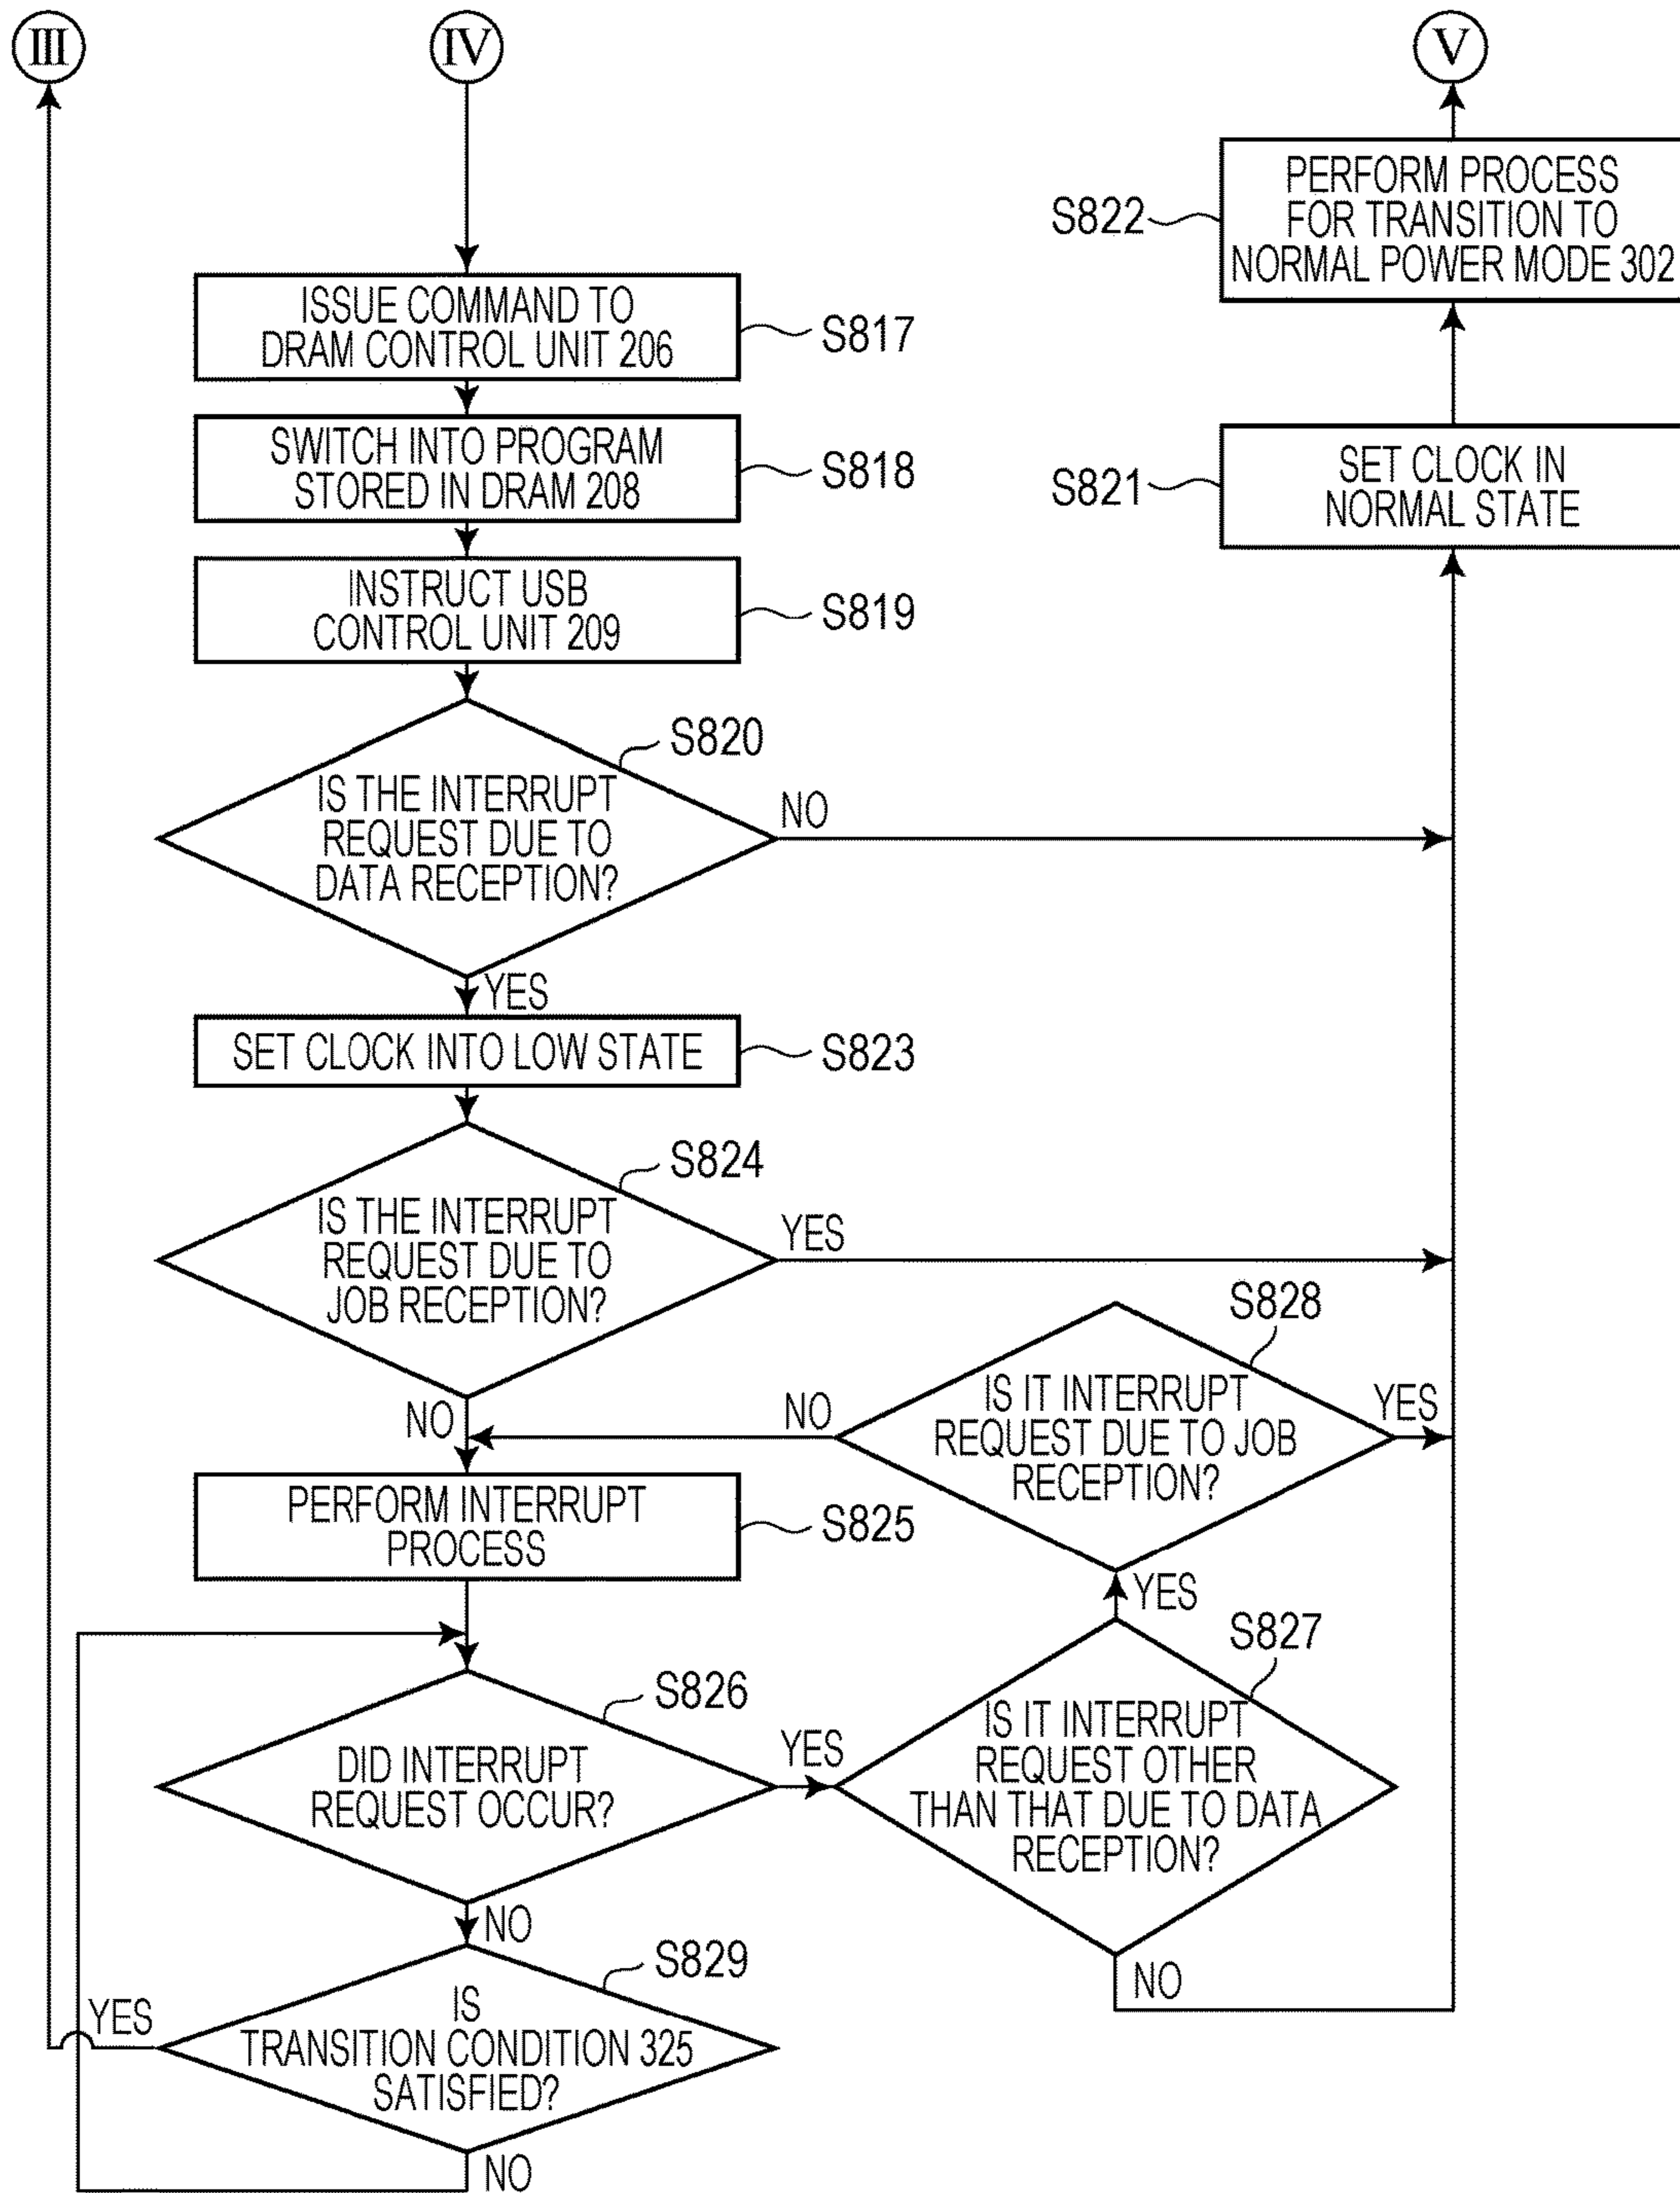 III
IV
V
PERFORM PROCESS
FOR TRANSITION TO
NORMAL POWER MODE 302
S822
ISSUE COMMAND TO
DRAM CONTROL UNIT 206
S817
SWITCH INTO PROGRAM
STORED IN DRAM 208
S818
SET CLOCK IN
NORMAL STATE
S821
INSTRUCT USB
CONTROL UNIT 209
S819
S820
IS THE INTERRUPT
REQUEST DUE TO
DATA RECEPTION?
NO
YES
SET CLOCK INTO LOW STATE
S823
S824
IS THE INTERRUPT
REQUEST DUE TO
JOB RECEPTION?
YES
NO
S828
IS IT INTERRUPT
REQUEST DUE TO JOB
RECEPTION?
NO
YES
PERFORM INTERRUPT
PROCESS
S825
YES
S827
IS IT INTERRUPT
REQUEST OTHER
THAN THAT DUE TO DATA
RECEPTION?
NO
S826
DID INTERRUPT
REQUEST OCCUR?
YES
NO
S829
IS
TRANSITION CONDITION 325
SATISFIED?
YES
NO